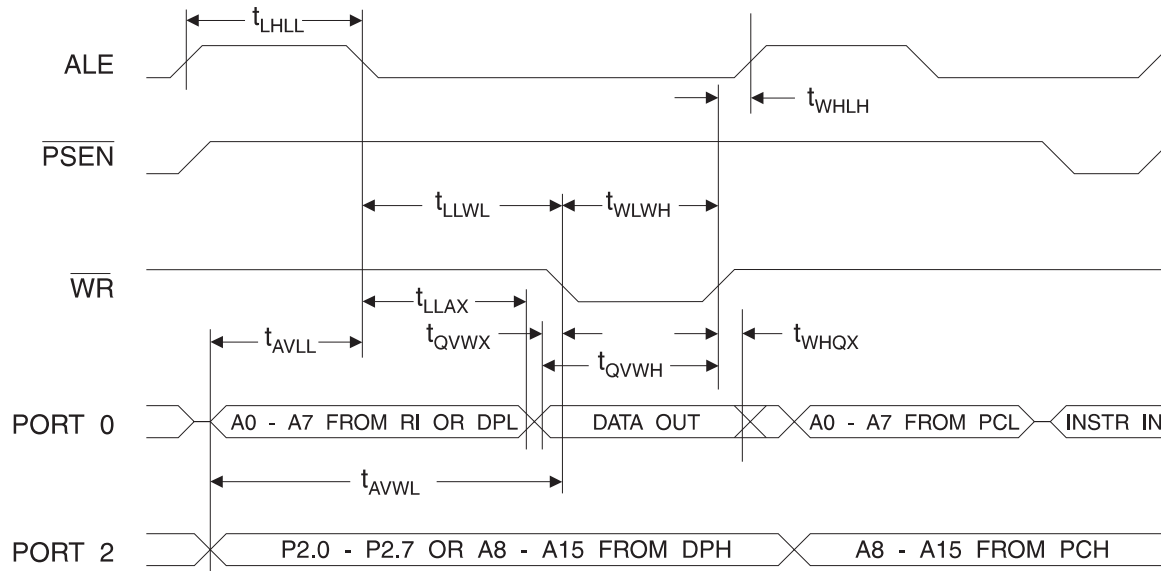 tLHLL
ALE
tWHLH
PSEN
tLLWL
tWLWH
WR
tLLAX
tAVLL
tQVWX
tWHQX
tQVWH
PORT 0
A0 - A7 FROM RI OR DPL
DATA OUT
A0 - A7 FROM PCL
INSTR IN
tAVWL
PORT 2
P2.0 - P2.7 OR A8 - A15 FROM DPH
A8 - A15 FROM PCH